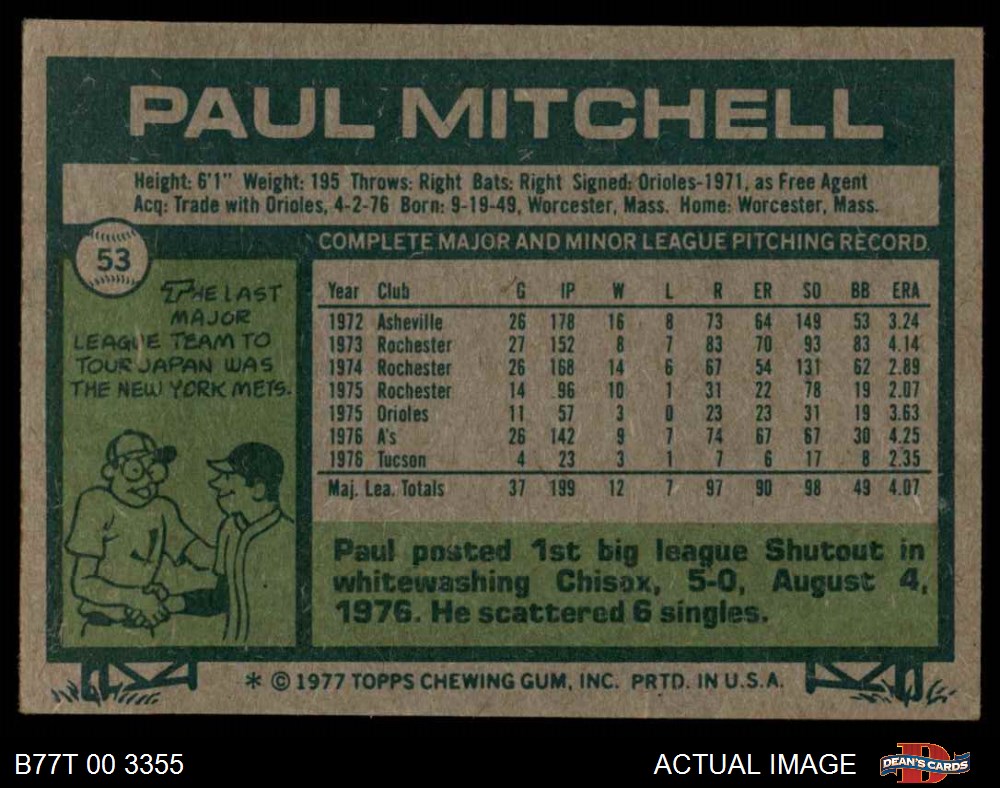 PAUL MITCHELL
Height: 6'1" Weight: 195 Throws: Right Bats: Right Signed: Orioles-1971, as Free Agent
Acq: Trade with Orioles, 4-2-76 Born: 9-19-49, Worcester, Mass. Home: Worcester, Mass.
53
THE LAST
MAJOR
LEAGUE TEAM TO
TOUR JAPAN WAS
THE NEW YORK METS.
COMPLETE MAJOR AND MINOR LEAGUE PITCHING RECORD.
Year Club G IP W L R ER SO BB ERA
1972 Asheville 26 178 16 8 73 64 149 53 3.24
1973 Rochester 27 152 8 7 83 70 93 83 4.14
1974 Rochester 26 168 14 6 67 54 131 62 2.89
1975 Rochester 14 96 10 1 31 22 78 19 2.07
1975 Orioles 11 57 3 0 23 23 31 19 3.63
1976 A's 26 142 9 7 74 67 67 30 4.25
1976 Tucson 4 23 3 1 7 6 17 8 2.35
Maj. Lea. Totals 37 199 12 7 97 90 98 49 4.07
Paul posted 1st big league Shutout in
whitewashing Chisox, 5-0, August 4,
1976. He scattered 6 singles.
* © 1977 TOPPS CHEWING GUM, INC. PRTD. IN U.S.A.
B77T 00 3355
ACTUAL IMAGE
D
DEAN'S CARDS